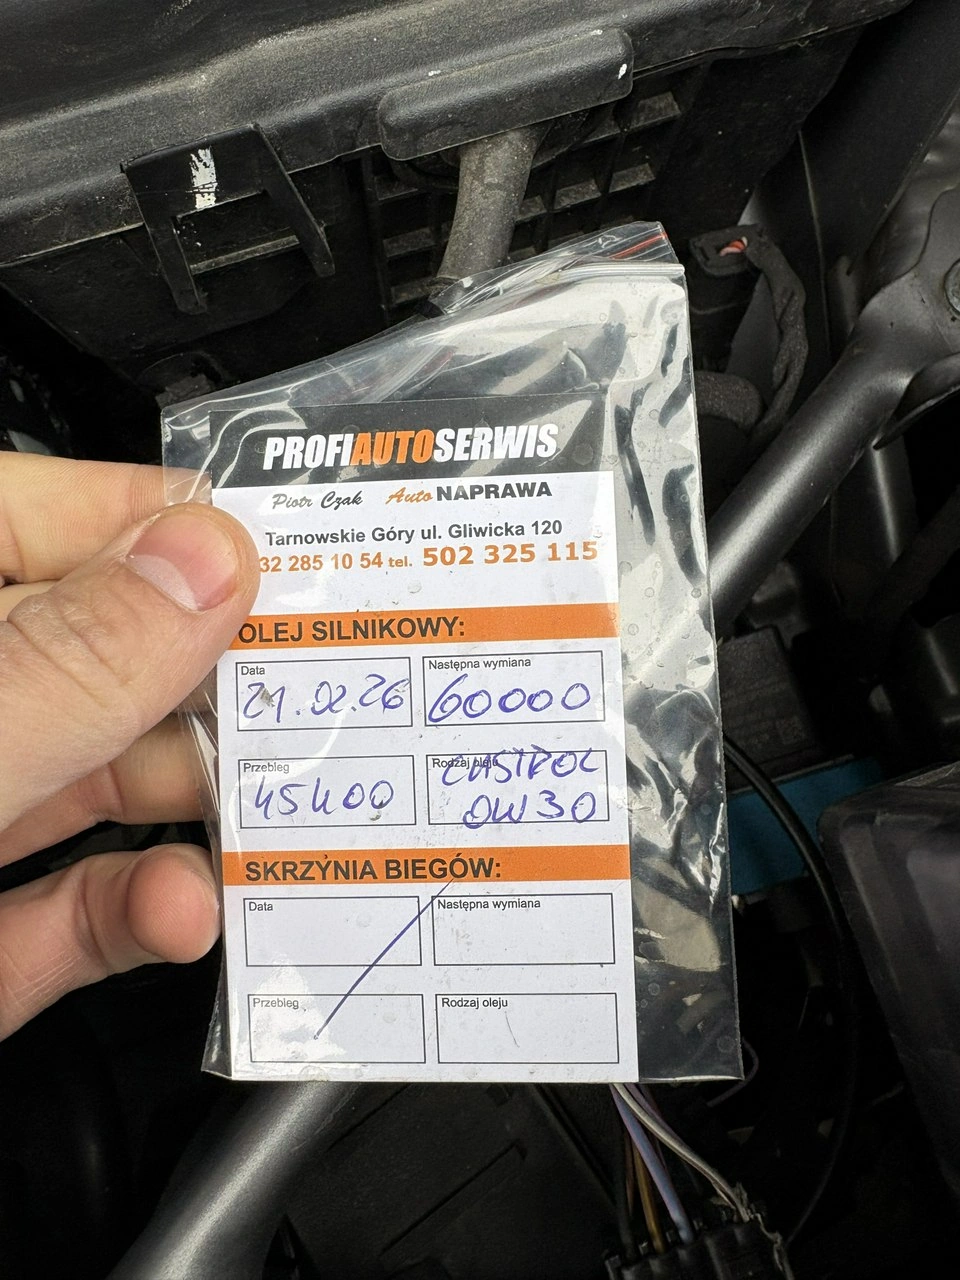 PROFIAUTOSERWIS
Piotr Czak Auto NAPRAWA
Tarnowskie Góry ul. Gliwicka 120
32 285 10 54 tel. 502 325 115
OLEJ SILNIKOWY:
Data Następna wymiana
21.02.26 60000
Przebieg Rodzaj oleju
45400 CASTROL
0W30
SKRZYNIA BIEGÓW:
Data Następna wymiana
Przebieg Rodzaj oleju